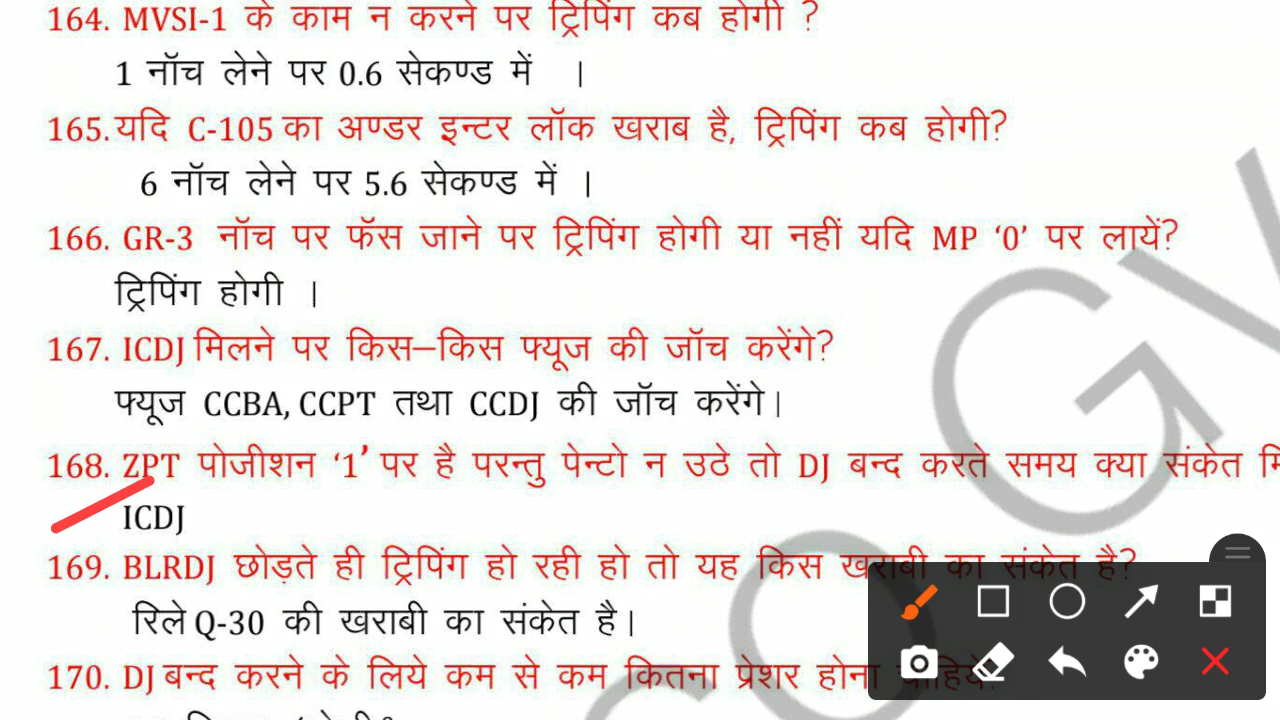 164. MVSI-1 के काम न करने पर ट्रिपिंग कब होगी ?
1 नॉच लेने पर 0.6 सेकण्ड में ।
165. यदि C-105 का अण्डर इन्टर लॉक खराब है, ट्रिपिंग कब होगी?
6 नॉच लेने पर 5.6 सेकण्ड में ।
166. GR-3 नॉच पर फॅस जाने पर ट्रिपिंग होगी या नहीं यदि MP ‘0’ पर लायें?
ट्रिपिंग होगी ।
167. ICDJ मिलने पर किस–किस फ्यूज की जॉच करेंगे?
फ्यूज CCBA, CCPT तथा CCDJ की जॉच करेंगे।
168. ZPT पोजीशन ‘1’ पर है परन्तु पेन्टो न उठे तो DJ बन्द करते समय क्या संकेत
ICDJ
169. BLRDJ छोड़ते ही ट्रिपिंग हो रही हो तो यह किस खराबी का संकेत है?
रिले Q-30 की खराबी का संकेत है।
170. DJ बन्द करने के लिये कम से कम कितना प्रेशर होना चाहिये?